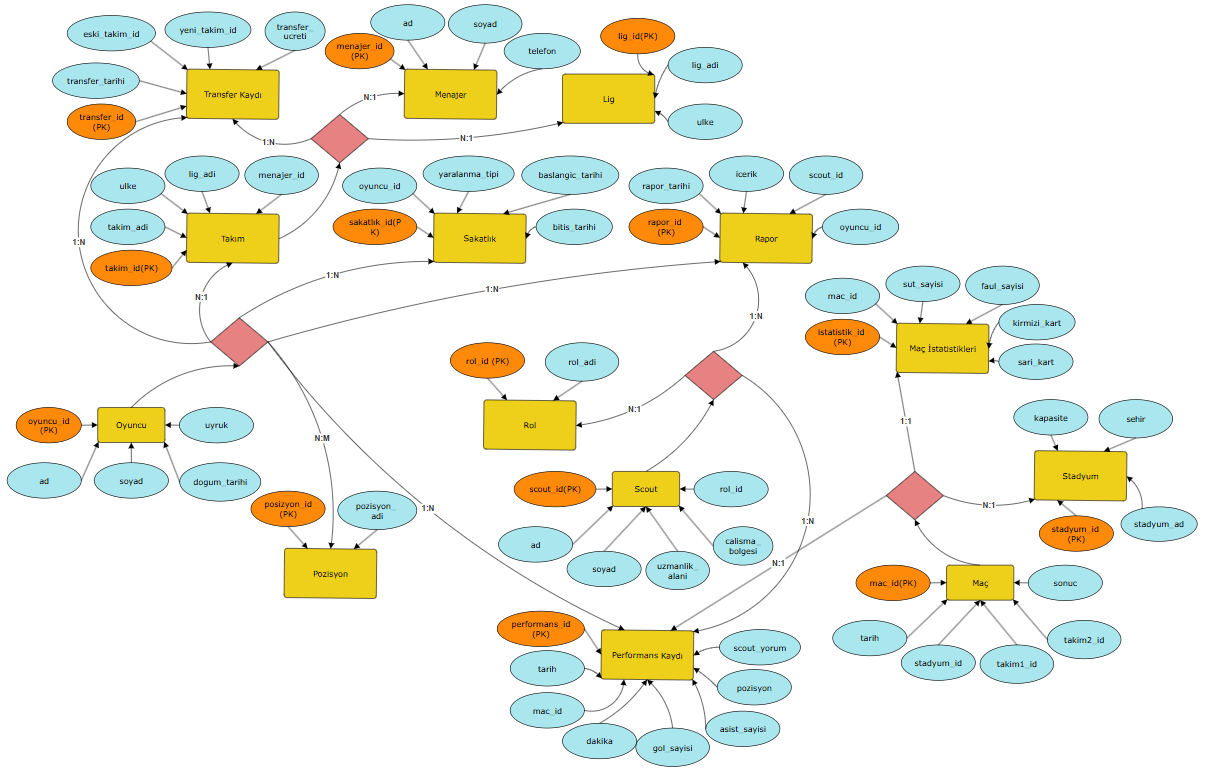 eski_takim_id
yeni_takim_id
transfer_
ucreti
transfer_tarihi
transfer_id
(PK)
Transfer Kaydı
menajer_id
(PK)
ad
soyad
telefon
Menajer
lig_id(PK)
lig_adi
ulke
Lig
N:1
1:N
N:1
ulke
lig_adi
menajer_id
takim_adi
takim_id(PK)
Takım
oyuncu_id
yaralanma_tipi
baslangic_tarihi
sakatlık_id(P
K)
bitis_tarihi
Sakatlık
rapor_tarihi
icerik
scout_id
rapor_id
(PK)
oyuncu_id
Rapor
1:N
N:1
1:N
1:N
1:N
mac_id
sut_sayisi
faul_sayisi
istatistik_id
(PK)
kirmizi_kart
sari_kart
Maç İstatistikleri
rol_id (PK)
rol_adi
Rol
N:1
oyuncu_id
(PK)
Oyuncu
uyruk
ad
soyad
dogum_tarihi
N:M
1:N
posizyon_id
(PK)
pozisyon_
adi
Pozisyon
scout_id(PK)
Scout
rol_id
ad
soyad
uzmanlik_
alani
calisma_
bolgesi
1:N
1:1
kapasite
sehir
Stadyum
stadyum_id
(PK)
stadyum_ad
N:1
N:1
mac_id(PK)
Maç
sonuc
tarih
stadyum_id
takim1_id
takim2_id
performans_id
(PK)
Performans Kaydı
scout_yorum
tarih
pozisyon
mac_id
dakika
gol_sayisi
asist_sayisi